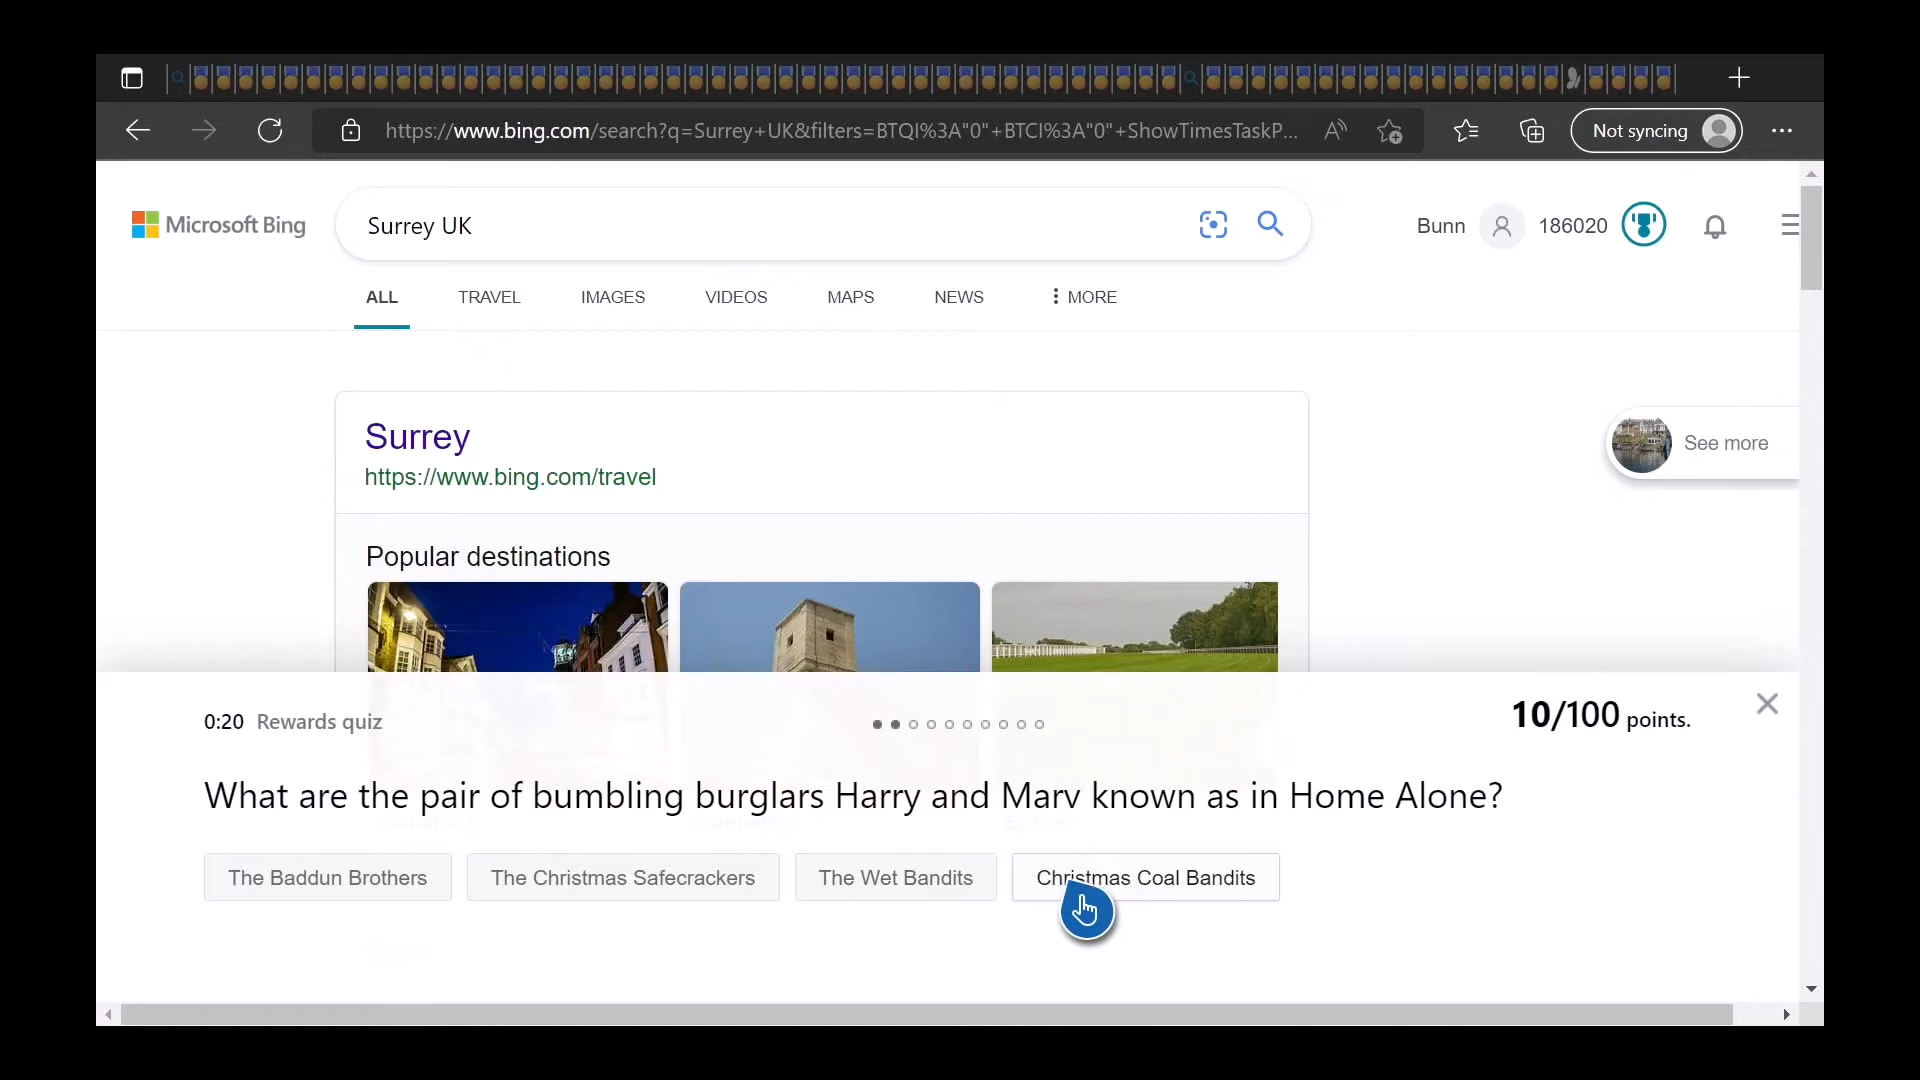 https://www.bing.com/search?q=Surrey+UK&filters=BTQI%3A"0"+BTCI%3A"0"+ShowTimesTaskP...
Not syncing
Microsoft Bing
Surrey UK
Bunn
186020
ALL
TRAVEL
IMAGES
VIDEOS
MAPS
NEWS
MORE
Surrey
https://www.bing.com/travel
See more
Popular destinations
0:20 Rewards quiz
10/100 points.
What are the pair of bumbling burglars Harry and Marv known as in Home Alone?
The Baddun Brothers
The Christmas Safecrackers
The Wet Bandits
Christmas Coal Bandits